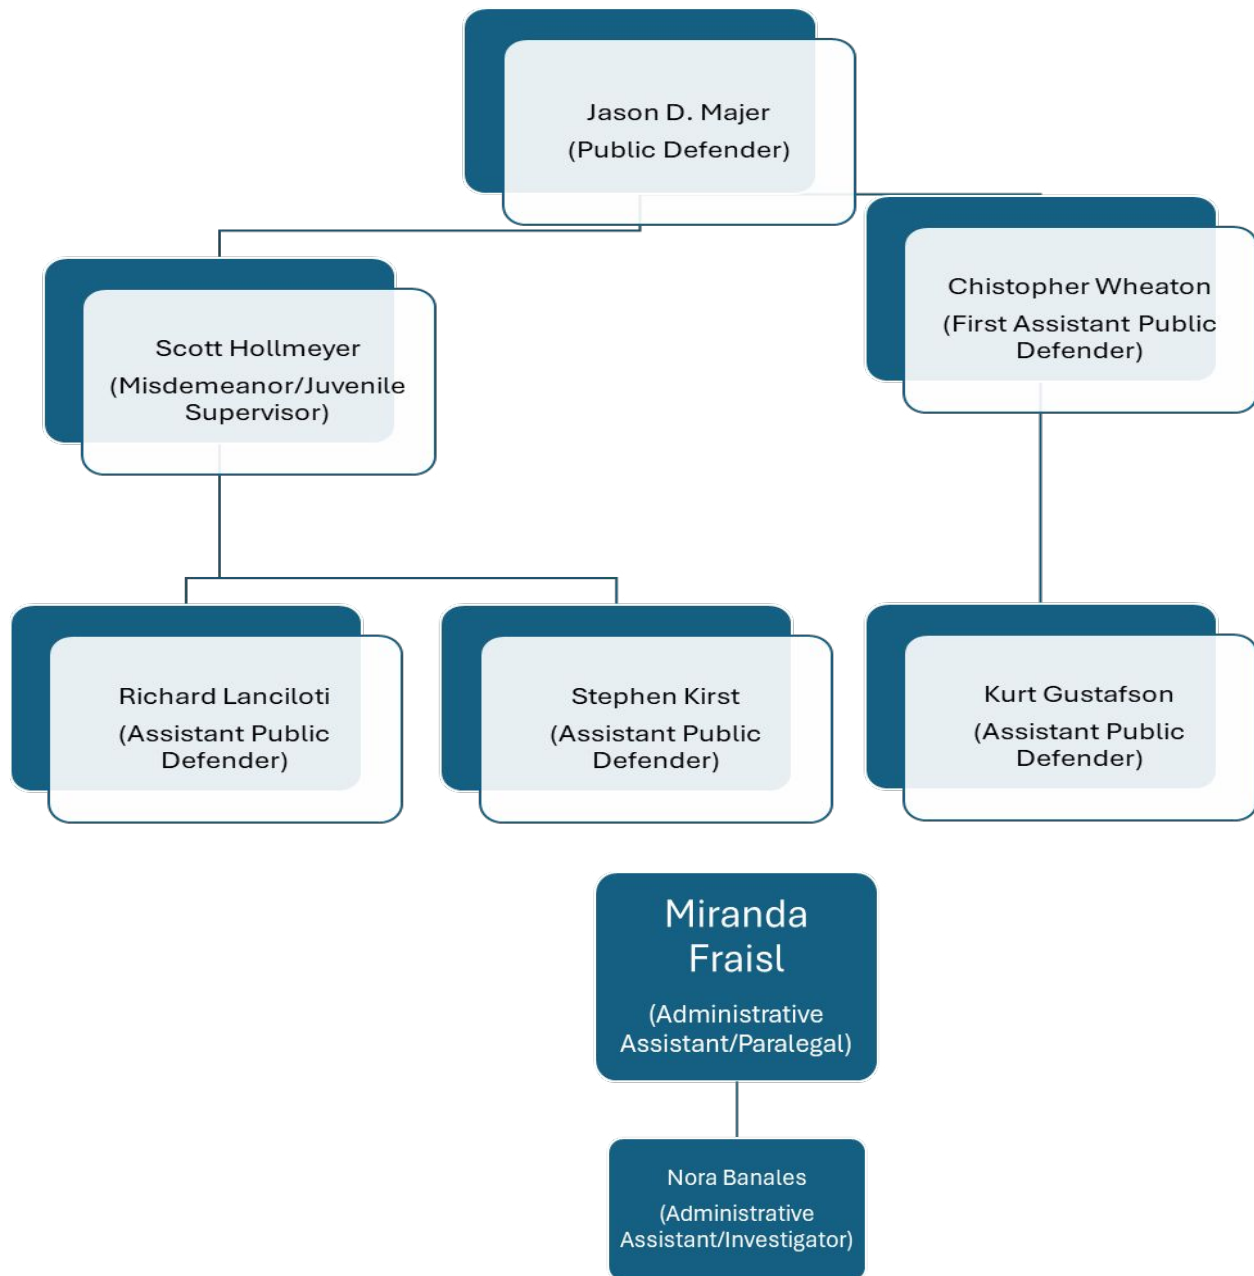 Jason D. Majer
(Public Defender)
Chistopher Wheaton
(First Assistant Public
Defender)
Scott Hollmeyer
(Misdemeanor/Juvenile
Supervisor)
Richard Lanciloti
(Assistant Public
Defender)
Stephen Kirst
(Assistant Public
Defender)
Kurt Gustafson
(Assistant Public
Defender)
Miranda
Fraisl
(Administrative
Assistant/Paralegal)
Nora Banales
(Administrative
Assistant/Investigator)